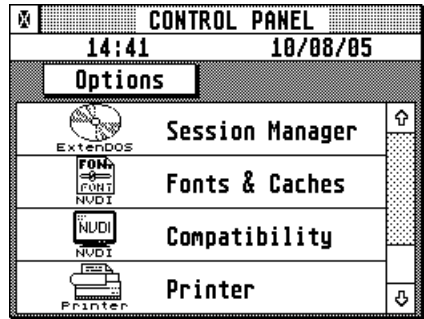 CONTROL PANEL
14:41 10/08/05
Options
ExtenDOS
Session Manager
FONT
FONT
NVDI
Fonts & Caches
NVDI
NVDI
Compatibility
Printer
Printer